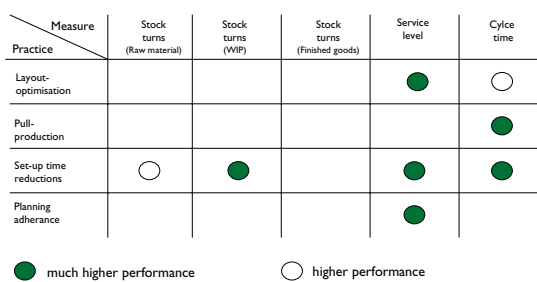 Measure
Practice
Stock
turns
(Raw material)
Stock
turns
(WIP)
Stock
turns
(Finished goods)
Service
level
Cylce
time
Layout-
optimisation
Pull-
production
Set-up time
reductions
Planning
adherance
much higher performance
higher performance